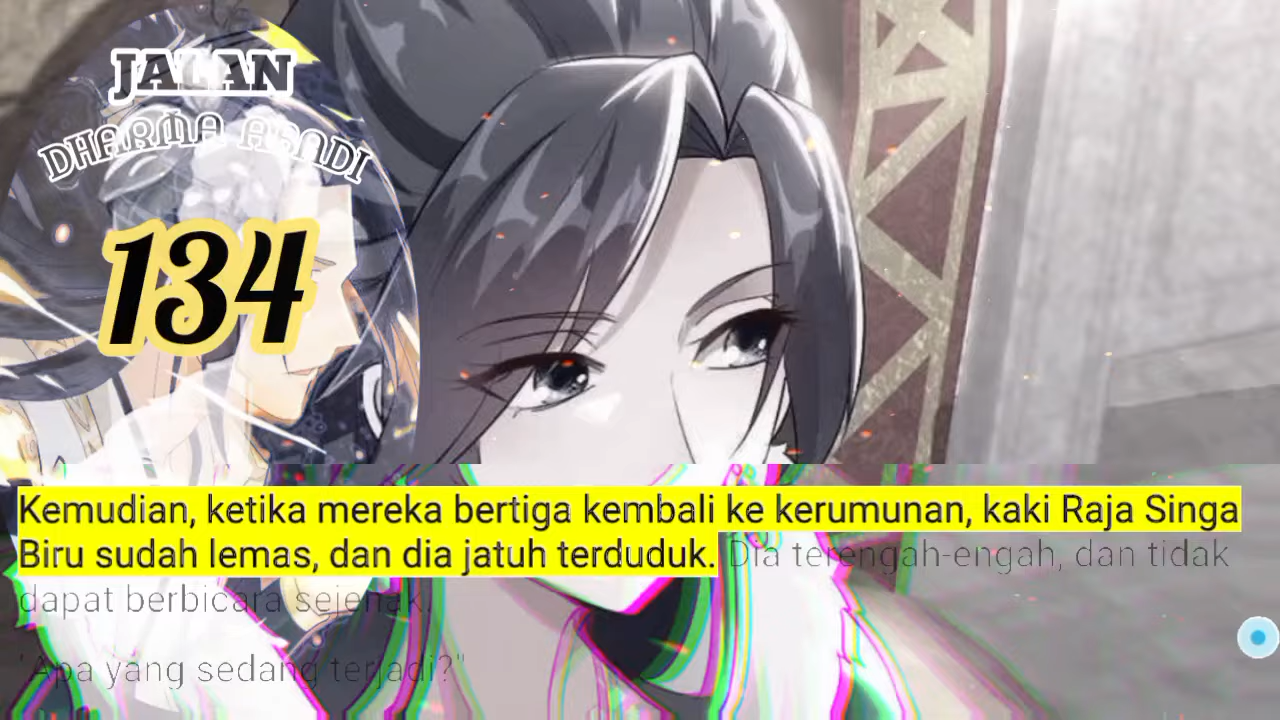 JALAN
DHARMA ABADI
134
Kemudian, ketika mereka bertiga kembali ke kerumunan, kaki Raja Singa
Biru sudah lemas, dan dia jatuh terduduk. Dia terengah-engah, dan tidak
dapat berbicara sejenak.
"Apa yang sedang terjadi?"